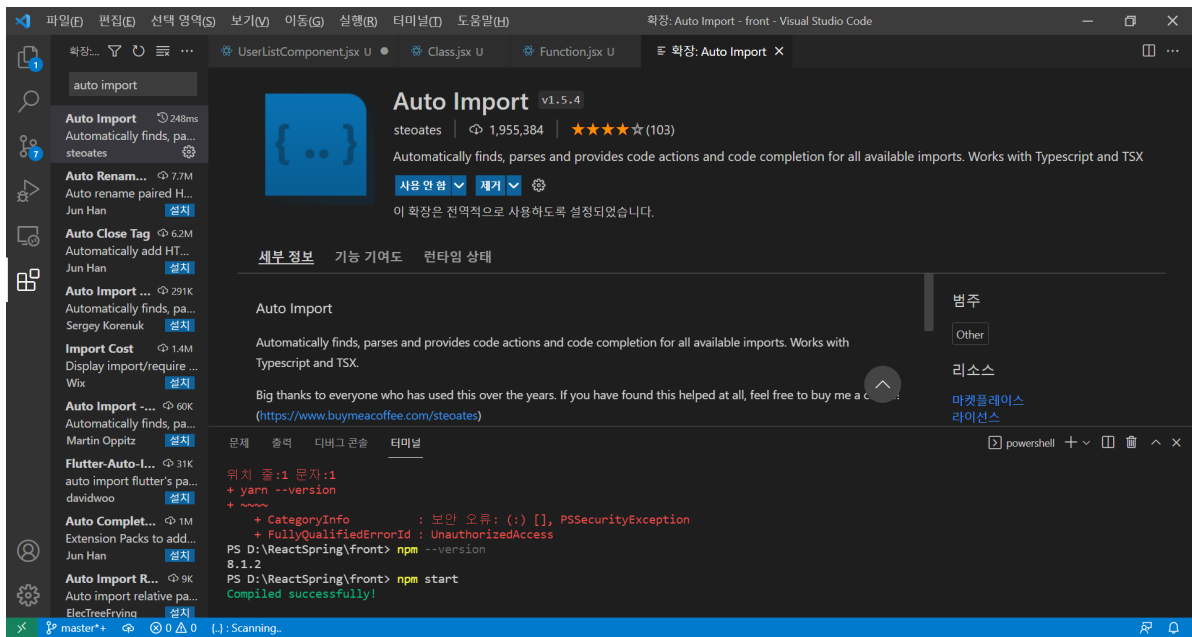 파일(F) 편집(E) 선택 영역(S) 보기(V) 이동(G) 실행(R) 터미널(T) 도움말(H)
확장: Auto Import - front - Visual Studio Code
확장:...
UserListComponent.jsx U
Class.jsx U
Function.jsx U
확장: Auto Import
1
7
auto import
Auto Import 248ms
Automatically finds, pa...
steoates
Auto Renam... 7.7M
Auto rename paired H...
Jun Han 설치
Auto Close Tag 6.2M
Automatically add HT...
Jun Han 설치
Auto Import ... 291K
Automatically finds, pa...
Sergey Korenuk 설치
Import Cost 1.4M
Display import/require ...
Wix 설치
Auto Import -... 60K
Automatically finds, pa...
Martin Oppitz 설치
Flutter-Auto-I... 31K
auto import flutter's pa...
davidwoo 설치
Auto Complet... 1M
Extension Packs to add...
Jun Han 설치
Auto Import R... 9K
Auto import relative pa...
ElecTreeFrying 설치
Auto Import v1.5.4
steoates 1,955,384 (103)
Automatically finds, parses and provides code actions and code completion for all available imports. Works with Typescript and TSX
사용 안 함 제거
이 확장은 전역적으로 사용하도록 설정되었습니다.
세부 정보 기능 기여도 런타임 상태
Auto Import
Automatically finds, parses and provides code actions and code completion for all available imports. Works with
Typescript and TSX.
Big thanks to everyone who has used this over the years. If you have found this helped at all, feel free to buy me a
(https://www.buymeacoffee.com/steoates)
범주
Other
리소스
마켓플레이스
라이선스
문제 출력 디버그 콘솔 터미널
powershell
위치 줄:1 문자:1
+ yarn --version
+ ~~~~
+ CategoryInfo : 보안 오류: (:) [], PSSecurityException
+ FullyQualifiedErrorId : UnauthorizedAccess
PS D:\ReactSpring\front> npm --version
8.1.2
PS D:\ReactSpring\front> npm start
Compiled successfully!
master*+ 0 0 {..} : Scanning..